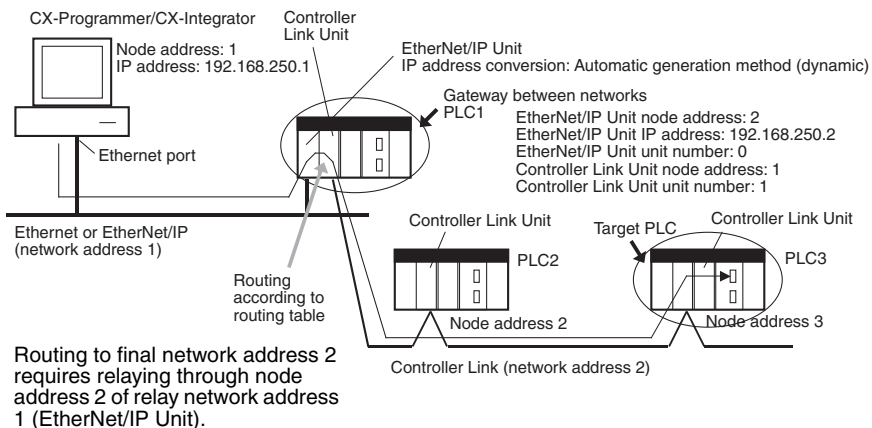 CX-Programmer/CX-Integrator
Node address: 1
IP address: 192.168.250.1
Controller
Link Unit
EtherNet/IP Unit
IP address conversion: Automatic generation method (dynamic)
Gateway between networks
PLC1
EtherNet/IP Unit node address: 2
EtherNet/IP Unit IP address: 192.168.250.2
EtherNet/IP Unit unit number: 0
Controller Link Unit node address: 1
Controller Link Unit unit number: 1
Ethernet port
Ethernet or EtherNet/IP
(network address 1)
Routing
according to
routing table
Controller Link Unit
PLC2
Node address 2
Target PLC
Controller Link Unit
PLC3
Node address 3
Controller Link (network address 2)
Routing to final network address 2
requires relaying through node
address 2 of relay network address
1 (EtherNet/IP Unit).